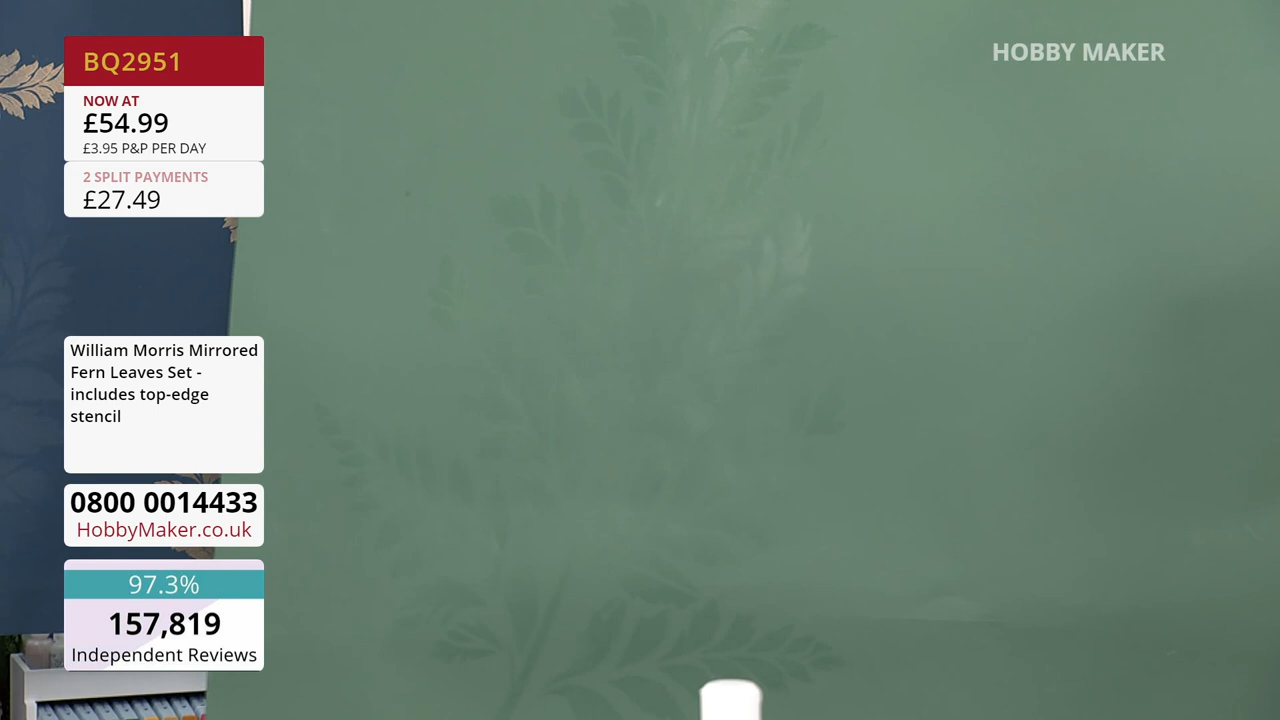 BQ2951
NOW AT
£54.99
£3.95 P&P PER DAY
2 SPLIT PAYMENTS
£27.49
William Morris Mirrored
Fern Leaves Set -
includes top-edge
stencil
0800 0014433
HobbyMaker.co.uk
97.3%
157,819
Independent Reviews
HOBBY MAKER